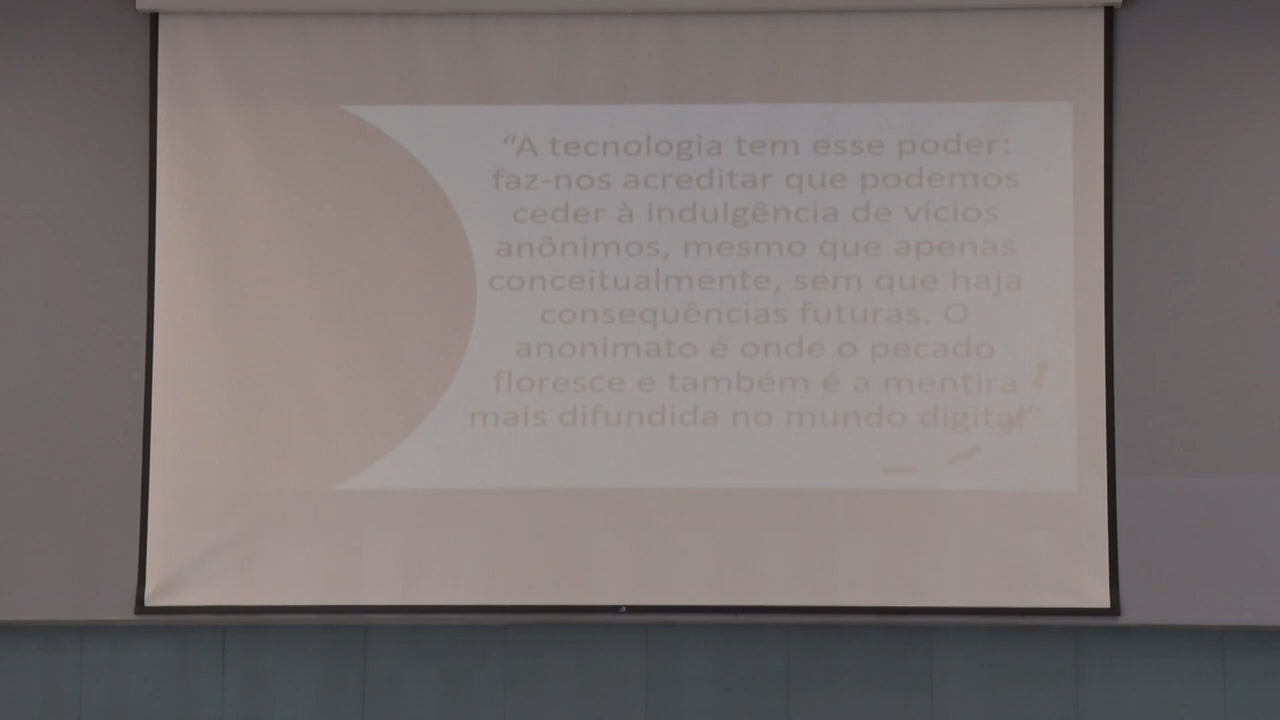 “A tecnologia tem esse poder:
faz-nos acreditar que podemos
ceder à indulgência de vícios
anônimos, mesmo que apenas
conceitualmente, sem que haja
consequências futuras. O
anonimato é onde o pecado
floresce e também é a mentira
mais difundida no mundo digital”